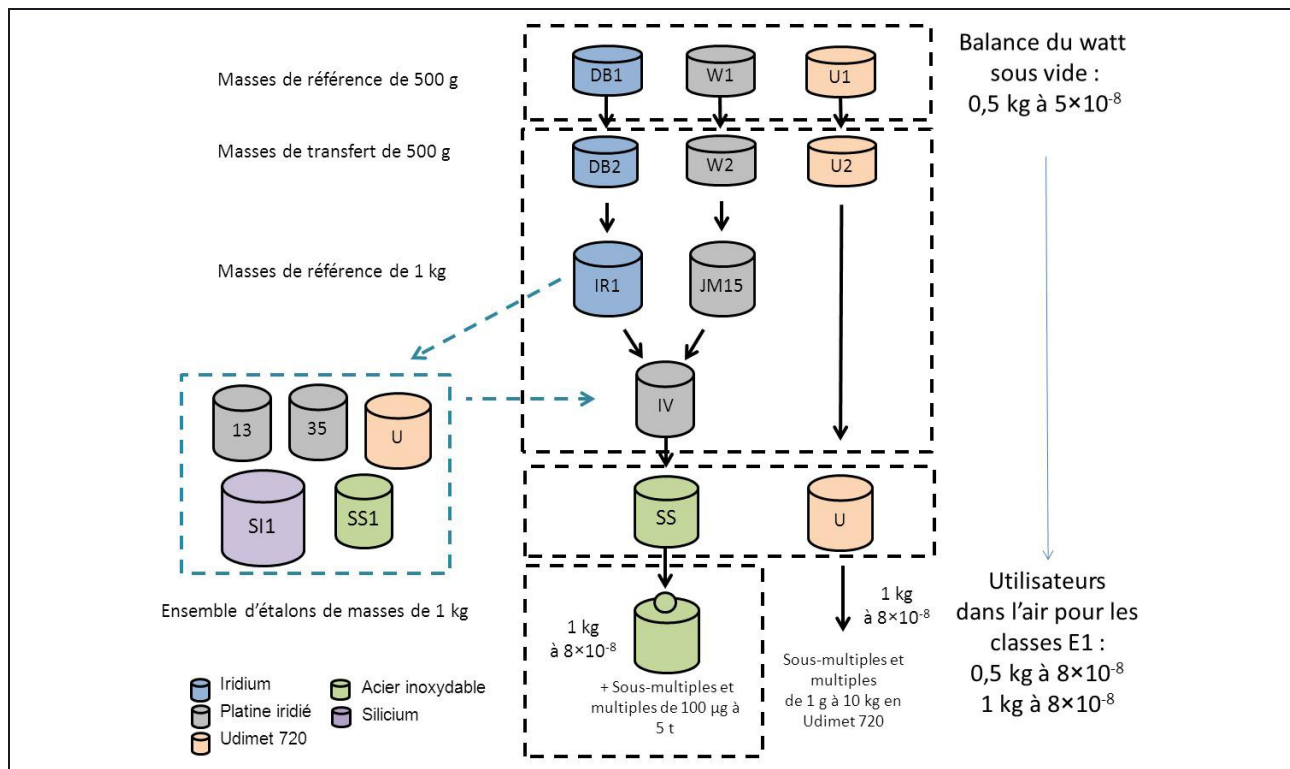 Masses de référence de 500 g
DB1
W1
U1
Balance du watt
sous vide :
0,5 kg à 5×10⁻⁸
Masses de transfert de 500 g
DB2
W2
U2
Masses de référence de 1 kg
IR1
JM15
IV
13
35
U
SI1
SS1
SS
U
Ensemble d'étalons de masses de 1 kg
1 kg
à 8×10⁻⁸
+ Sous-multiples et
multiples de 100 µg à
5 t
1 kg
à 8×10⁻⁸
Sous-multiples et
multiples
de 1 g à 10 kg en
Udimet 720
Utilisateurs
dans l'air pour les
classes E1 :
0,5 kg à 8×10⁻⁸
1 kg à 8×10⁻⁸
Iridium
Platine iridié
Udimet 720
Acier inoxydable
Silicium